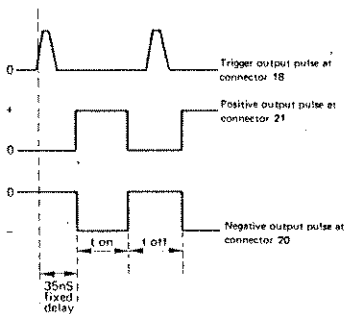 0
Trigger output pulse at
connector 18
+
Positive output pulse at
connector 21
0
0
t on
t off
Negative output pulse at
connector 20
–
35nS
fixed
delay